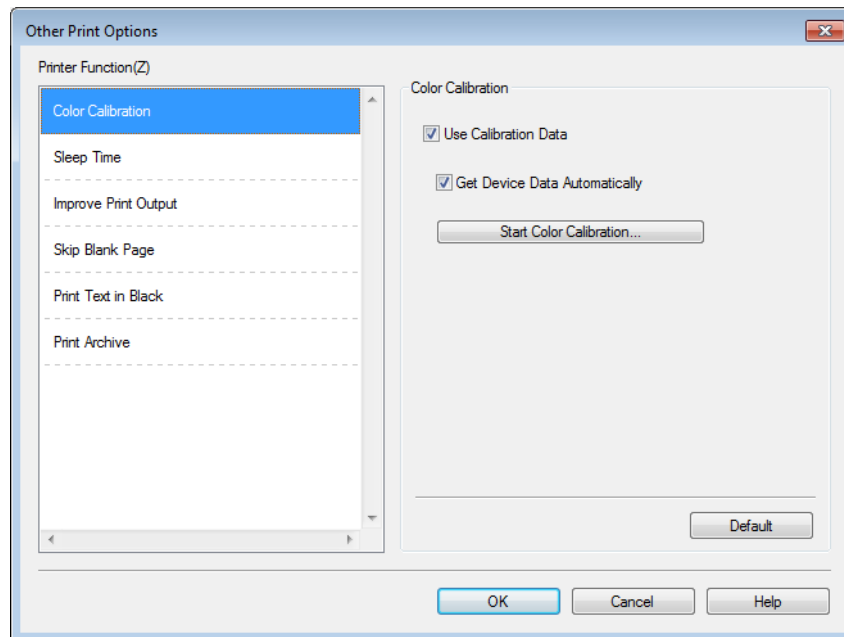 Other Print Options
Printer Function(Z)
Color Calibration
Sleep Time
Improve Print Output
Skip Blank Page
Print Text in Black
Print Archive
Color Calibration
Use Calibration Data
Get Device Data Automatically
Start Color Calibration...
Default
OK
Cancel
Help